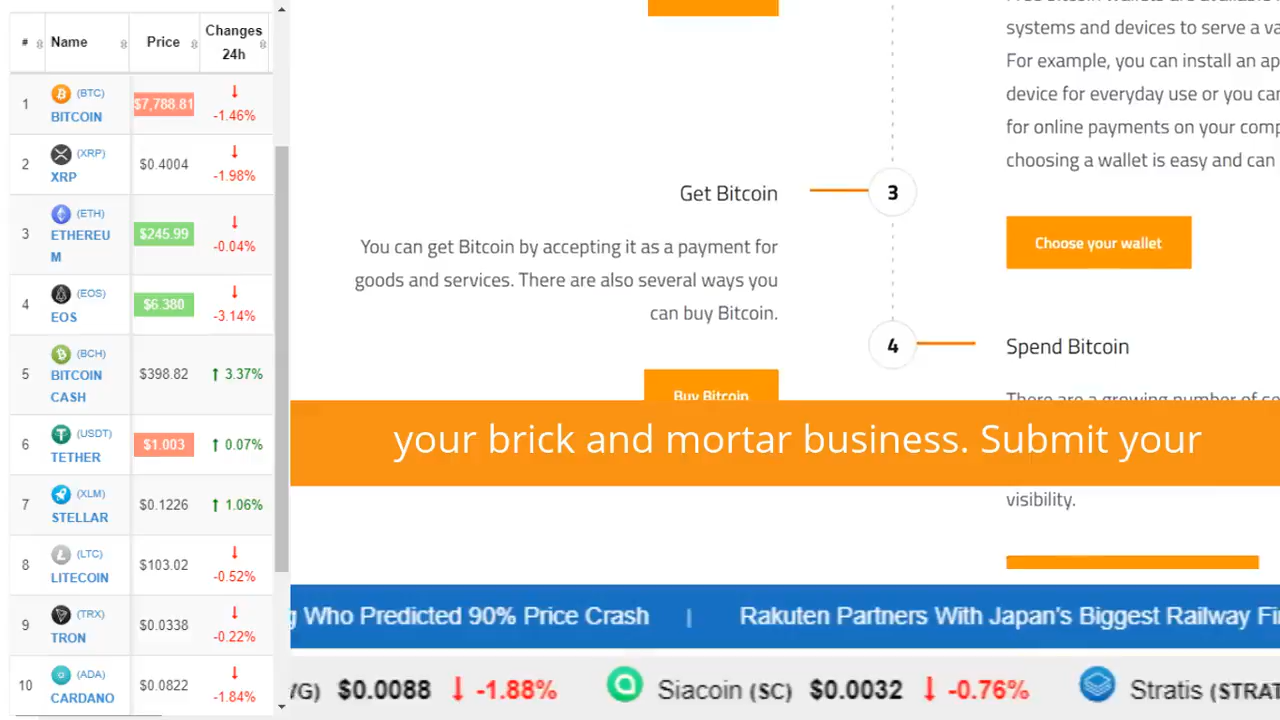 # Name Price Changes 24h
1 (BTC) BITCOIN $7,788.81 ↓ -1.46%
2 (XRP) XRP $0.4004 ↓ -1.98%
3 (ETH) ETHEREUM $245.99 ↓ -0.04%
4 (EOS) EOS $6.380 ↓ -3.14%
5 (BCH) BITCOIN CASH $398.82 ↑ 3.37%
6 (USDT) TETHER $1.003 ↑ 0.07%
7 (XLM) STELLAR $0.1226 ↑ 1.06%
8 (LTC) LITECOIN $103.02 ↓ -0.52%
9 (TRX) TRON $0.0338 ↓ -0.22%
10 (ADA) CARDANO $0.0822 ↓ -1.84%
systems and devices to serve a
For example, you can install an
device for everyday use or you
for online payments on your
choosing a wallet is easy and can
Choose your wallet
3
Get Bitcoin
You can get Bitcoin by accepting it as a payment for
goods and services. There are also several ways you
can buy Bitcoin.
Buy Bitcoin
4
Spend Bitcoin
There are a growing number of
your brick and mortar business. Submit your
visibility.
Who Predicted 90% Price Crash | Rakuten Partners With Japan's Biggest Railway
$0.0088 ↓ -1.88% Siacoin (SC) $0.0032 ↓ -0.76% Stratis (STRAT